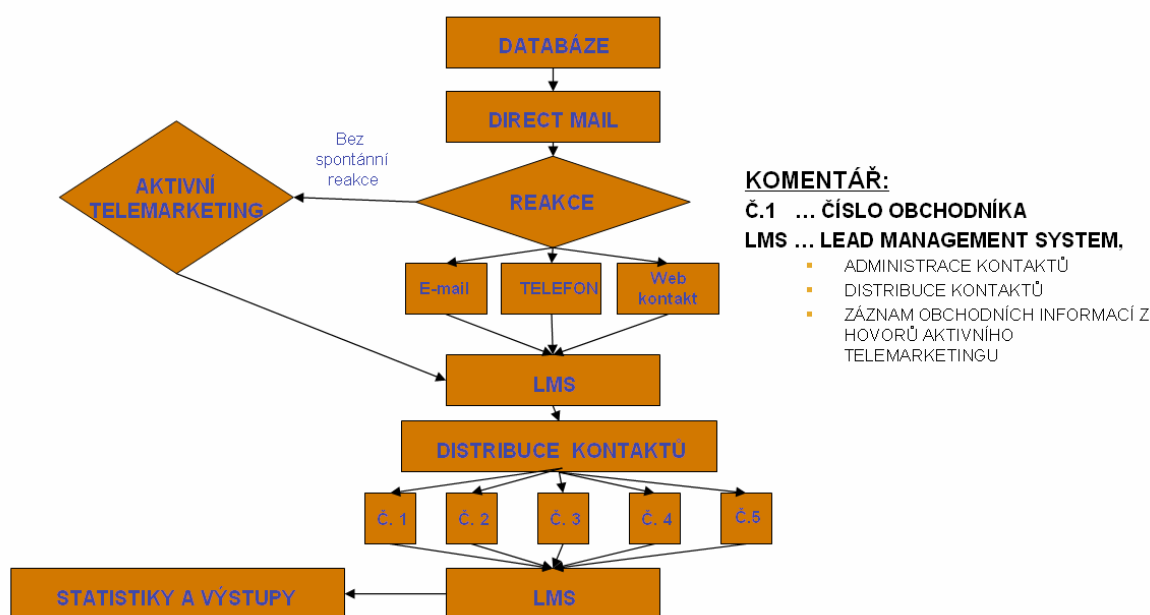 DATABÁZE
DIRECT MAIL
Bez
spontánní
reakce
AKTIVNÍ
TELEMARKETING
REAKCE
E-mail
TELEFON
Web
kontakt
LMS
DISTRIBUCE KONTAKTŮ
Č. 1
Č. 2
Č. 3
Č. 4
Č.5
STATISTIKY A VÝSTUPY
LMS
KOMENTÁŘ:
Č.1 ... ČÍSLO OBCHODNÍKA
LMS ... LEAD MANAGEMENT SYSTEM,
▪ ADMINISTRACE KONTAKTŮ
▪ DISTRIBUCE KONTAKTŮ
▪ ZÁZNAM OBCHODNÍCH INFORMACÍ Z
HOVORŮ AKTIVNÍHO
TELEMARKETINGU